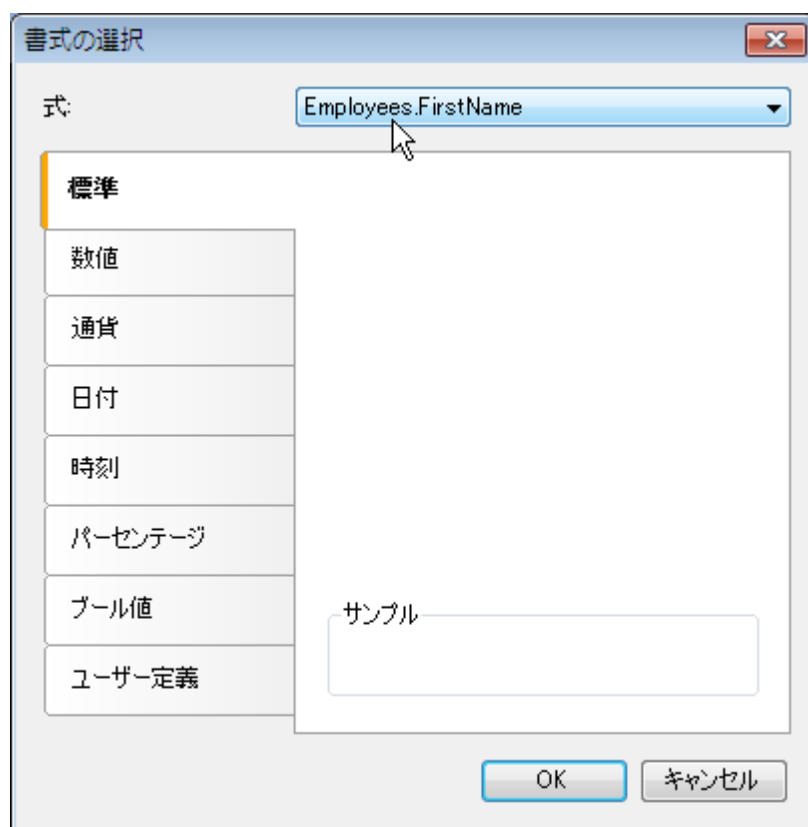 書式の選択
式:
Employees.FirstName
標準
数値
通貨
日付
時刻
パーセンテージ
ブール値
ユーザー定義
サンプル
OK
キャンセル